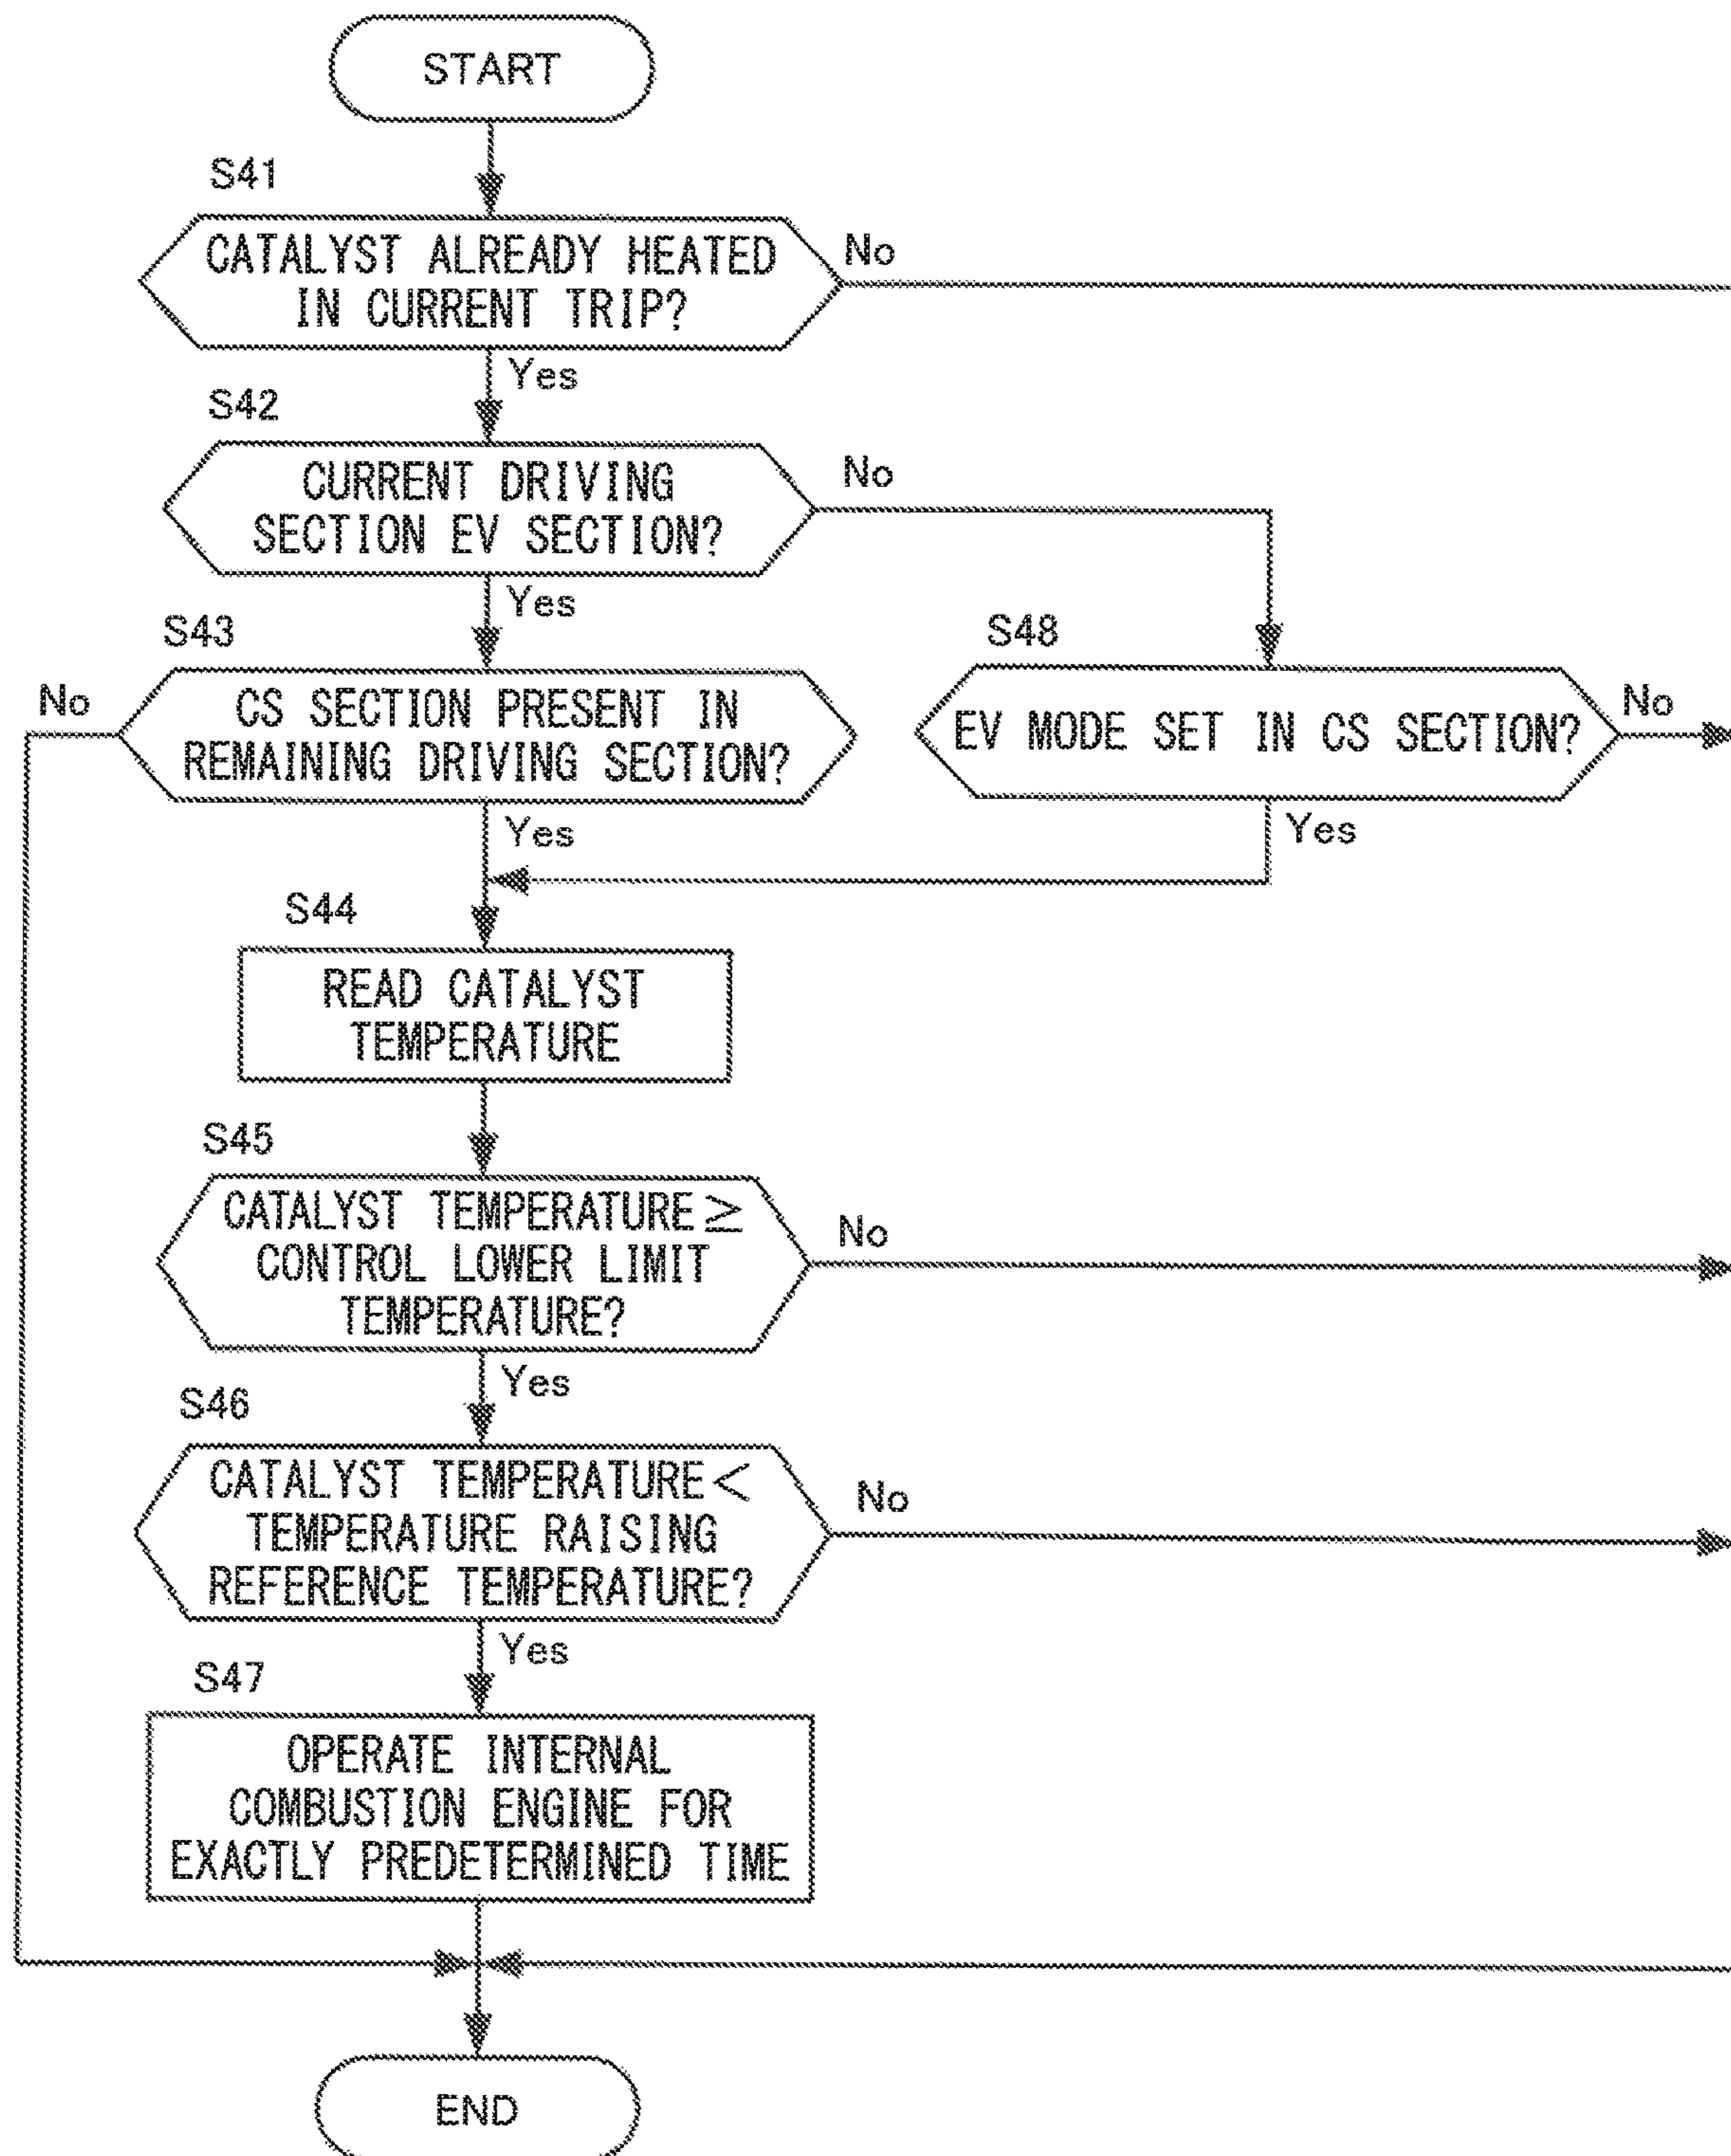 START
S41
CATALYST ALREADY HEATED
IN CURRENT TRIP?
No
Yes
S42
CURRENT DRIVING
SECTION EV SECTION?
No
Yes
S43
No
CS SECTION PRESENT IN
REMAINING DRIVING SECTION?
Yes
S48
EV MODE SET IN CS SECTION?
No
Yes
S44
READ CATALYST
TEMPERATURE
S45
CATALYST TEMPERATURE ≧
CONTROL LOWER LIMIT
TEMPERATURE?
No
Yes
S46
CATALYST TEMPERATURE <
TEMPERATURE RAISING
REFERENCE TEMPERATURE?
No
Yes
S47
OPERATE INTERNAL
COMBUSTION ENGINE FOR
EXACTLY PREDETERMINED TIME
END